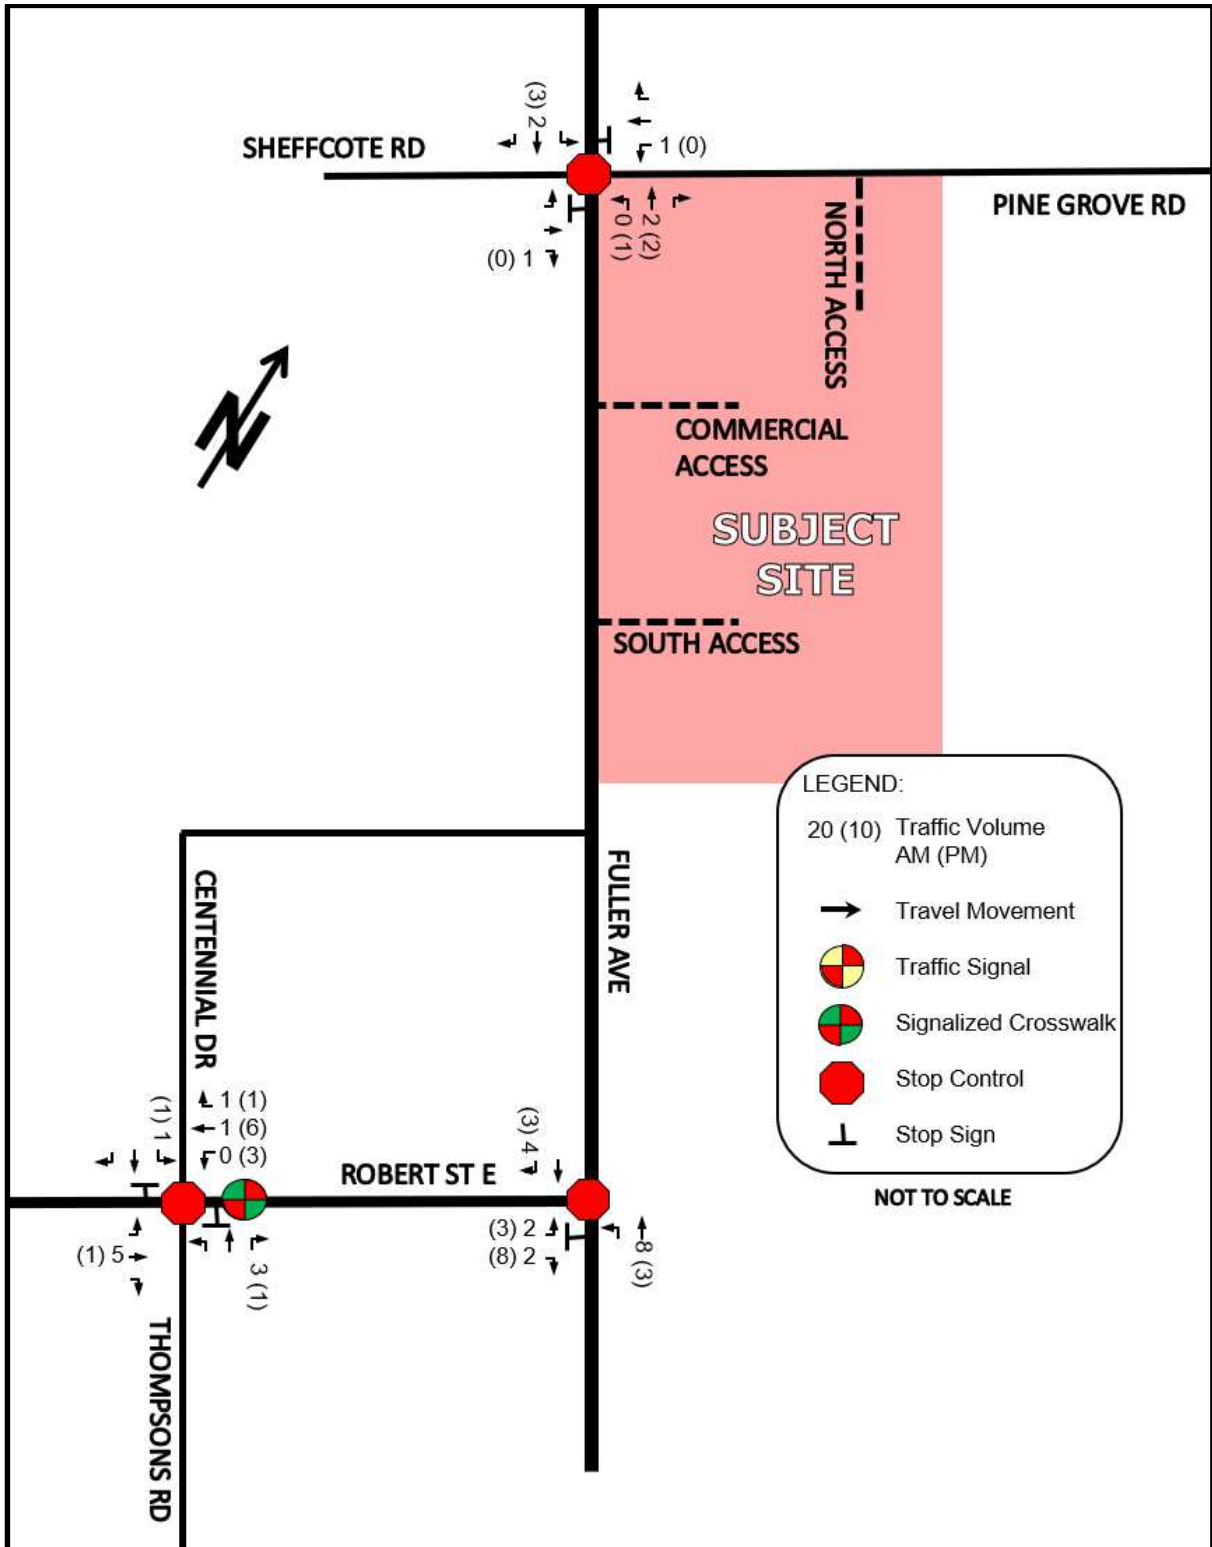 (3) 2
1 (0)
SHEFFCOTE RD
PINE GROVE RD
(0) 1
0 (1)
2 (2)
NORTH ACCESS
N
COMMERCIAL
ACCESS
SUBJECT
SITE
SOUTH ACCESS
LEGEND:
20 (10) Traffic Volume
AM (PM)
Travel Movement
Traffic Signal
Signalized Crosswalk
Stop Control
Stop Sign
NOT TO SCALE
FULLER AVE
CENTENNIAL DR
(1) 1
1 (1)
1 (6)
0 (3)
(3) 4
ROBERT ST E
(1) 5
3 (1)
(3) 2
(8) 2
8 (3)
THOMPSONS RD